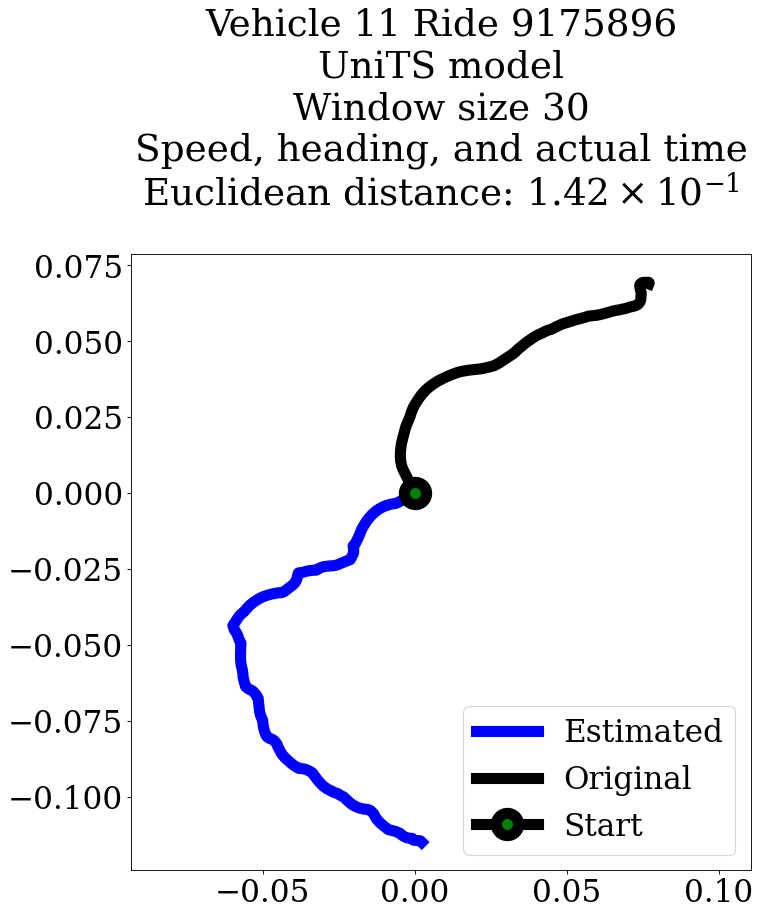 Vehicle 11 Ride 9175896
UniTS model
Window size 30
Speed, heading, and actual time
Euclidean distance: 1.42 × 10⁻¹
0.075
0.050
0.025
0.000
−0.025
−0.050
−0.075
−0.100
Estimated
Original
Start
−0.05 0.00 0.05 0.10